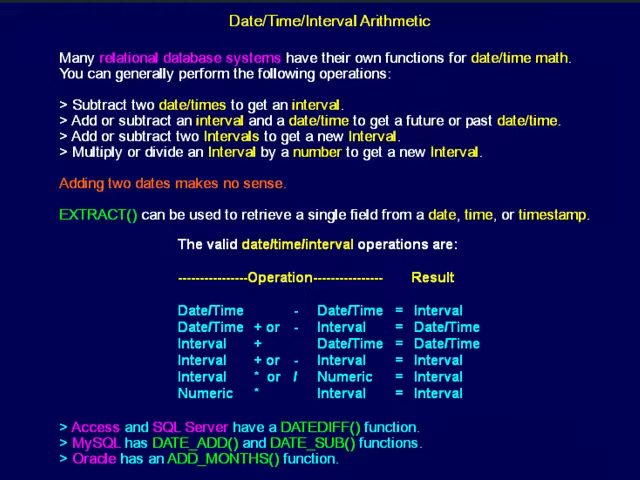 Date/Time/Interval Arithmetic
Many relational database systems have their own functions for date/time math.
You can generally perform the following operations:
> Subtract two date/times to get an interval.
> Add or subtract an interval and a date/time to get a future or past date/time.
> Add or subtract two Intervals to get a new Interval.
> Multiply or divide an Interval by a number to get a new Interval.
Adding two dates makes no sense.
EXTRACT() can be used to retrieve a single field from a date, time, or timestamp.
The valid date/time/interval operations are:
----------------Operation---------------- Result
Date/Time - Date/Time = Interval
Date/Time + or - Interval = Date/Time
Interval + Date/Time = Date/Time
Interval + or - Interval = Interval
Interval * or / Numeric = Interval
Numeric * Interval = Interval
> Access and SQL Server have a DATEDIFF() function.
> MySQL has DATE_ADD() and DATE_SUB() functions.
> Oracle has an ADD_MONTHS() function.